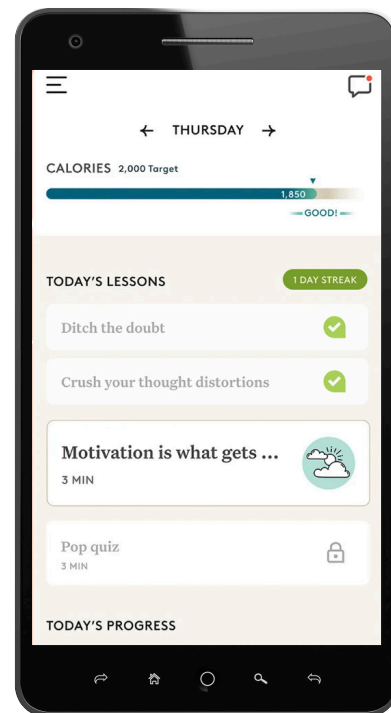 THURSDAY
CALORIES 2,000 Target
1,850
GOOD!
TODAY'S LESSONS
1 DAY STREAK
Ditch the doubt
Crush your thought distortions
Motivation is what gets ...
3 MIN
Pop quiz
3 MIN
TODAY'S PROGRESS